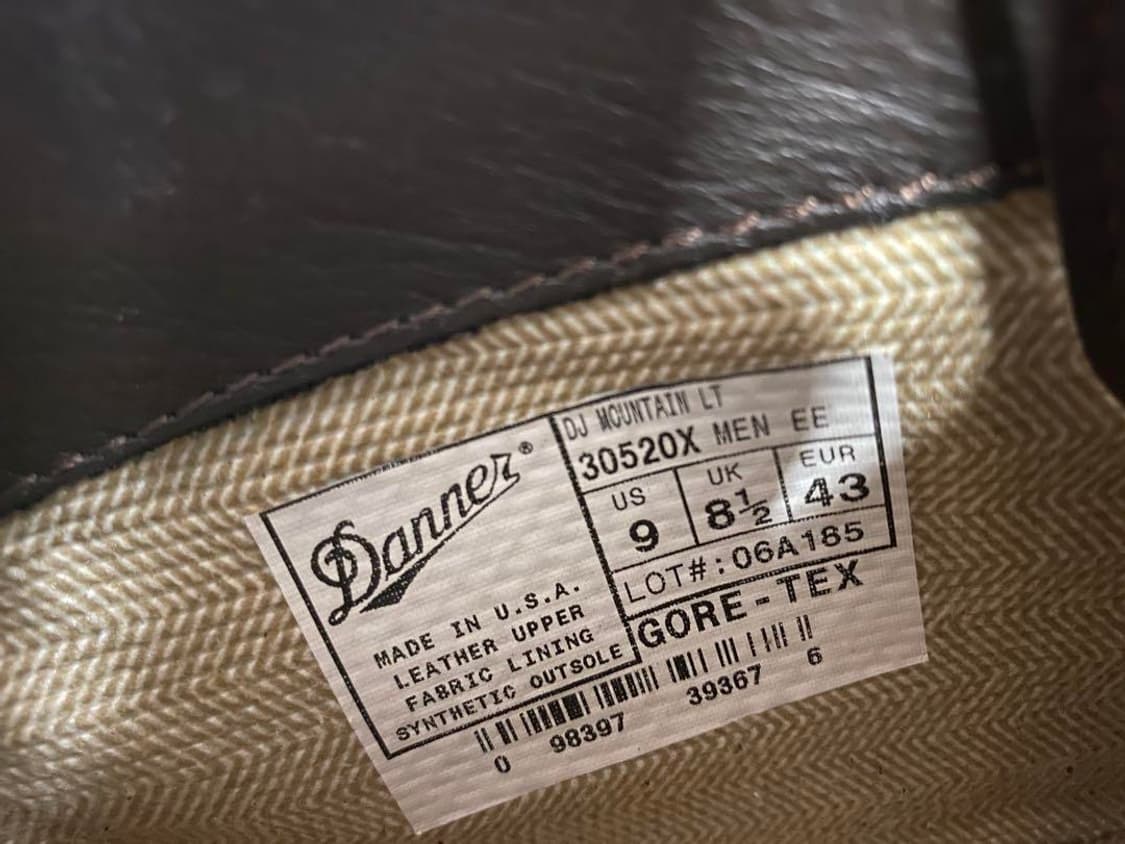 Danner®
MADE IN U.S.A.
LEATHER UPPER
FABRIC LINING
SYNTHETIC OUTSOLE
DJ MOUNTAIN LT
30520X MEN EE
US UK EUR
9 8½ 43
LOT#:06A185
GORE-TEX
0 98397 39367 6